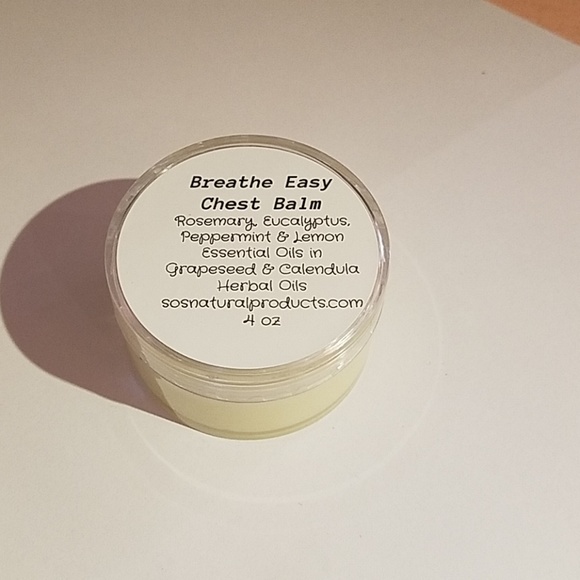 Breathe Easy
Chest Balm
Rosemary, Eucalyptus,
Peppermint & Lemon
Essential Oils in
Grapeseed & Calendula
Herbal Oils
sosnaturalproducts.com
4 oz